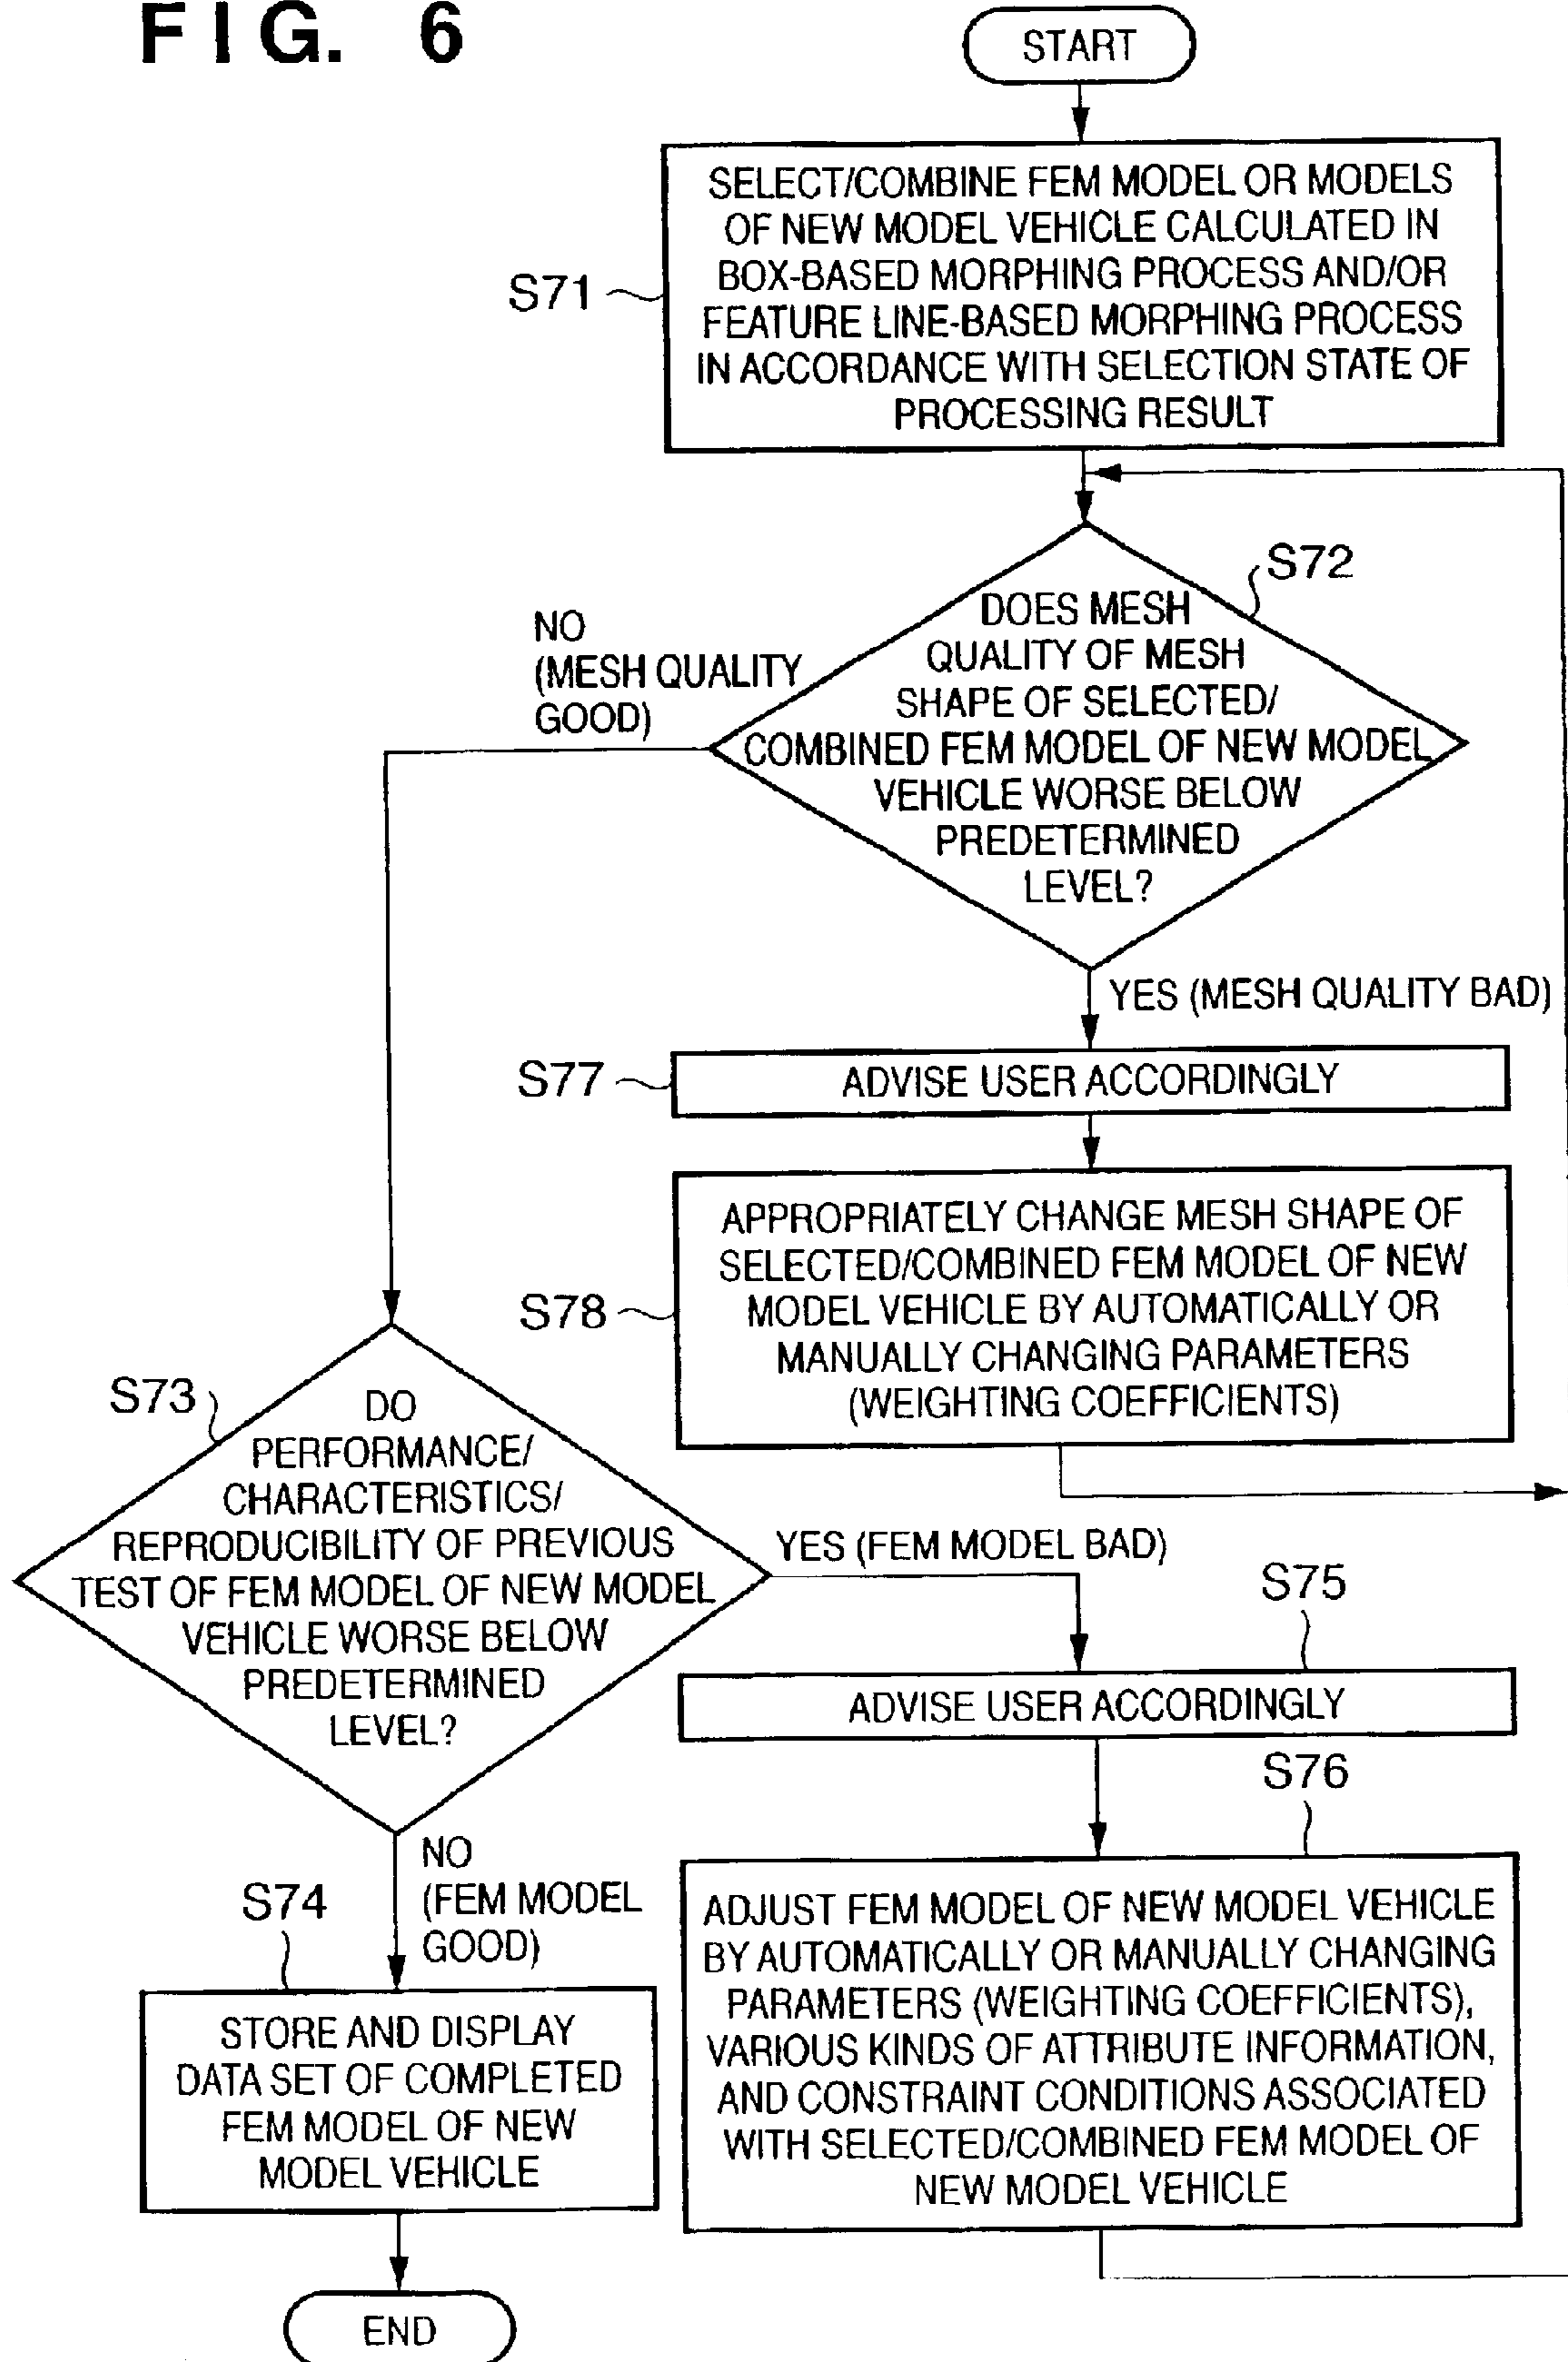 FIG. 6
START
S71
SELECT/COMBINE FEM MODEL OR MODELS
OF NEW MODEL VEHICLE CALCULATED IN
BOX-BASED MORPHING PROCESS AND/OR
FEATURE LINE-BASED MORPHING PROCESS
IN ACCORDANCE WITH SELECTION STATE OF
PROCESSING RESULT
S72
DOES MESH
QUALITY OF MESH
SHAPE OF SELECTED/
COMBINED FEM MODEL OF NEW MODEL
VEHICLE WORSE BELOW
PREDETERMINED
LEVEL?
NO
(MESH QUALITY
GOOD)
YES (MESH QUALITY BAD)
S77
ADVISE USER ACCORDINGLY
S78
APPROPRIATELY CHANGE MESH SHAPE OF
SELECTED/COMBINED FEM MODEL OF NEW
MODEL VEHICLE BY AUTOMATICALLY OR
MANUALLY CHANGING PARAMETERS
(WEIGHTING COEFFICIENTS)
S73
DO
PERFORMANCE/
CHARACTERISTICS/
REPRODUCIBILITY OF PREVIOUS
TEST OF FEM MODEL OF NEW MODEL
VEHICLE WORSE BELOW
PREDETERMINED
LEVEL?
YES (FEM MODEL BAD)
S75
ADVISE USER ACCORDINGLY
S76
ADJUST FEM MODEL OF NEW MODEL VEHICLE
BY AUTOMATICALLY OR MANUALLY CHANGING
PARAMETERS (WEIGHTING COEFFICIENTS),
VARIOUS KINDS OF ATTRIBUTE INFORMATION,
AND CONSTRAINT CONDITIONS ASSOCIATED
WITH SELECTED/COMBINED FEM MODEL OF
NEW MODEL VEHICLE
NO
(FEM MODEL
GOOD)
S74
STORE AND DISPLAY
DATA SET OF COMPLETED
FEM MODEL OF NEW
MODEL VEHICLE
END